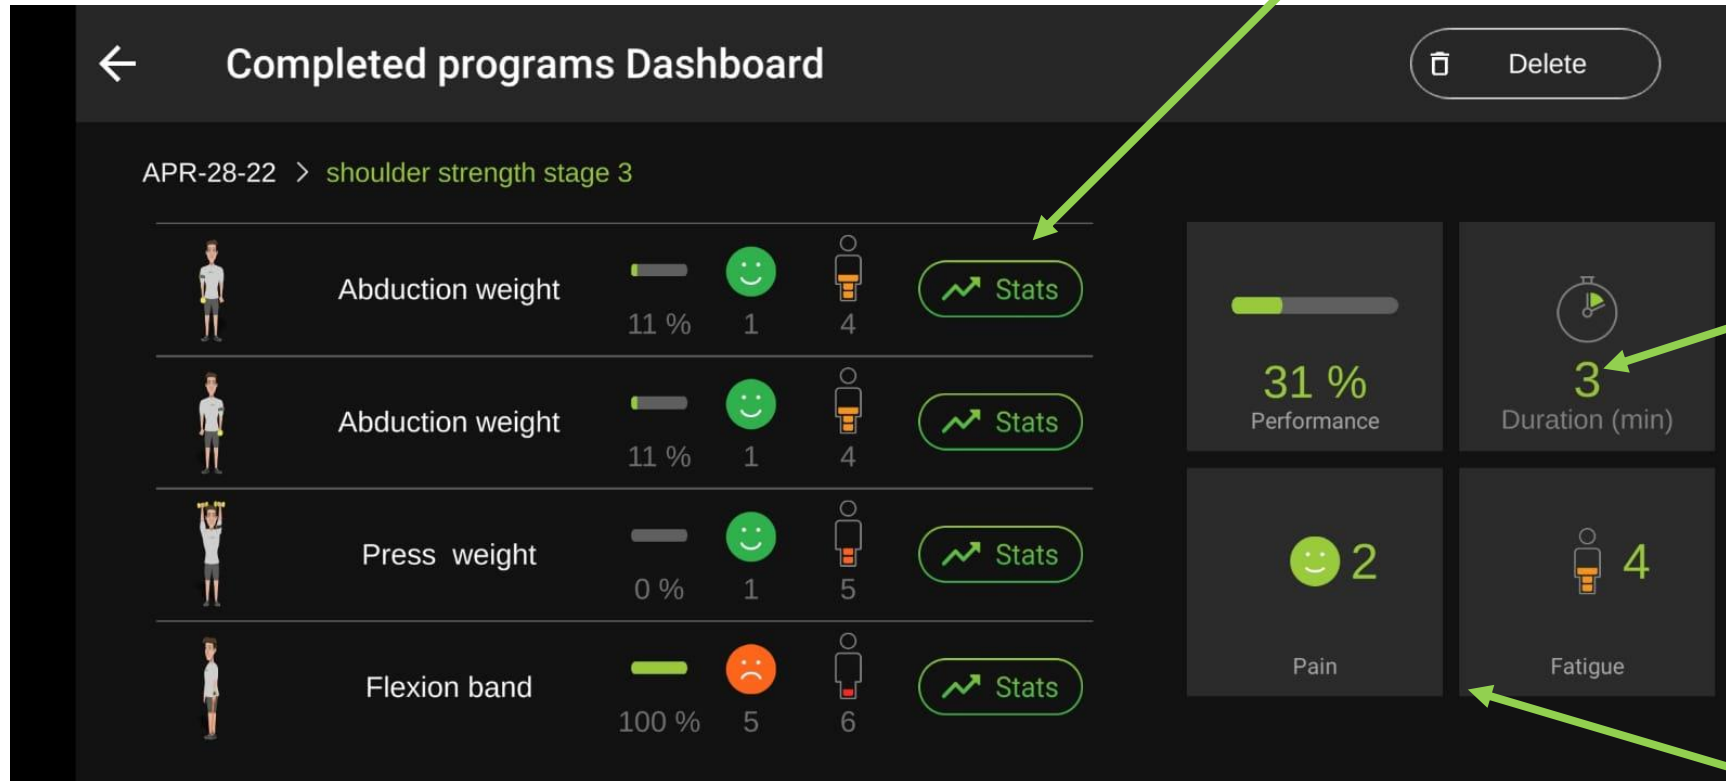 Completed programs Dashboard
Delete
APR-28-22 > shoulder strength stage 3
Abduction weight
11 % 1 4
Stats
Abduction weight
11 % 1 4
Stats
Press weight
0 % 1 5
Stats
Flexion band
100 % 5 6
Stats
31 %
Performance
3
Duration (min)
2
Pain
4
Fatigue